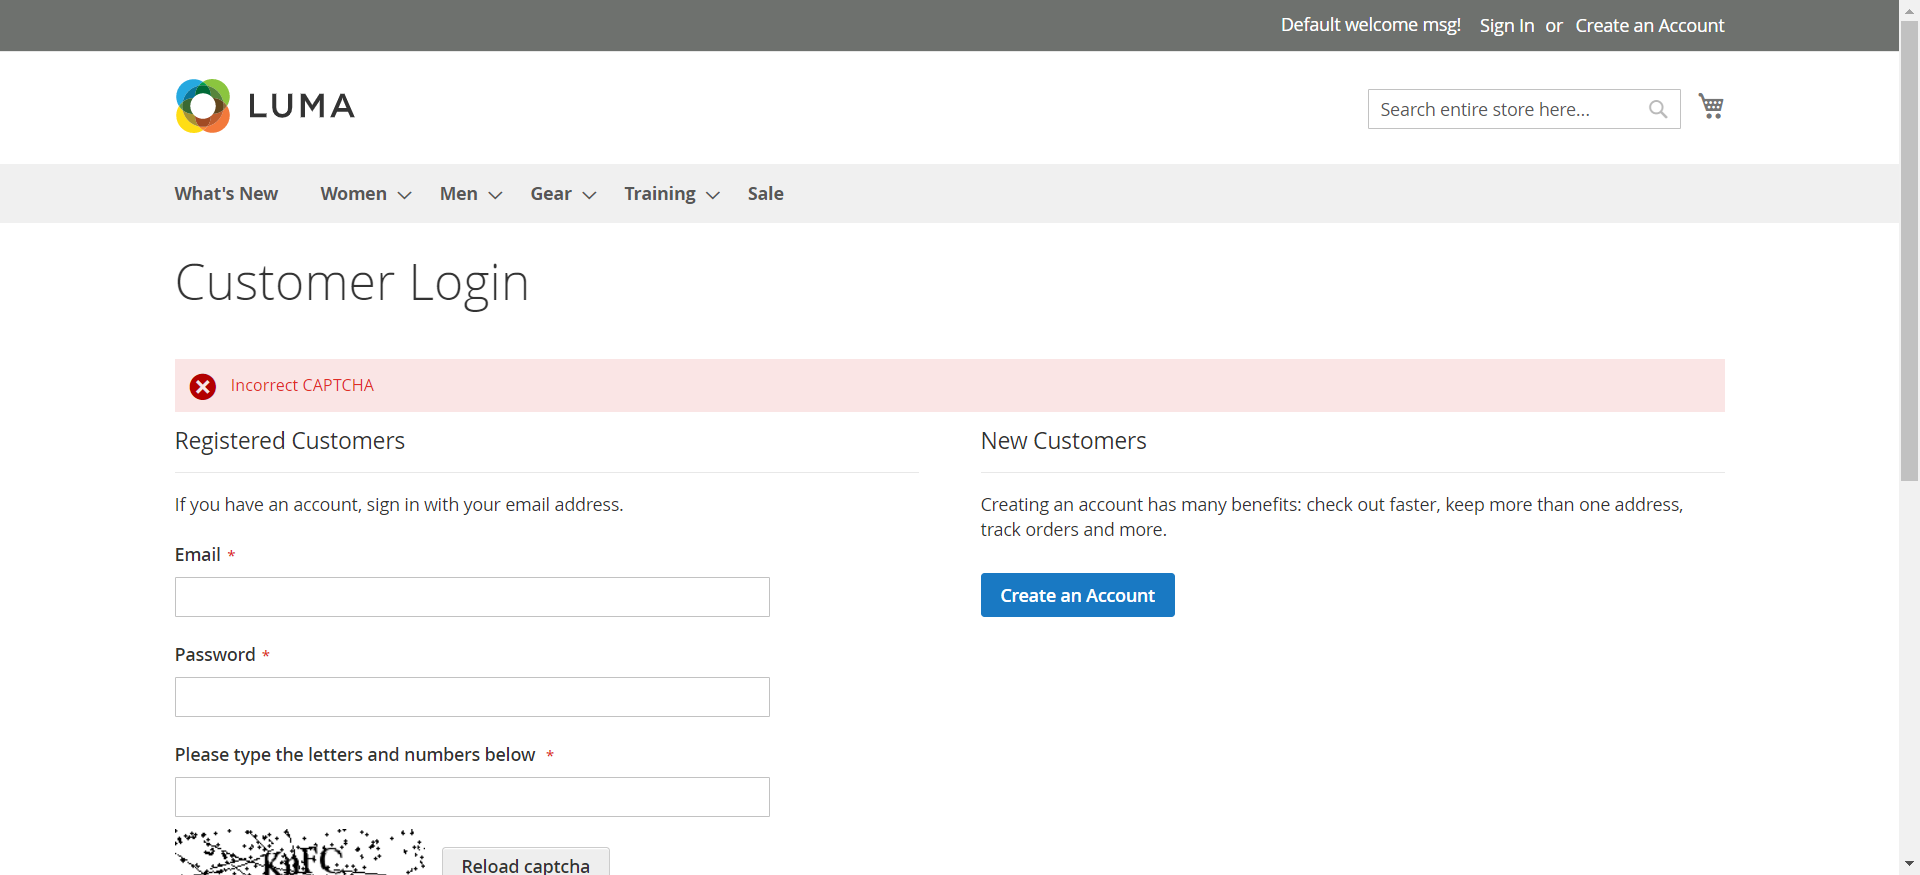 Default welcome msg! Sign In or Create an Account
LUMA
Search entire store here...
What's New Women Men Gear Training Sale
Customer Login
Incorrect CAPTCHA
Registered Customers
If you have an account, sign in with your email address.
Email *
Password *
Please type the letters and numbers below *
Reload captcha
New Customers
Creating an account has many benefits: check out faster, keep more than one address,
track orders and more.
Create an Account